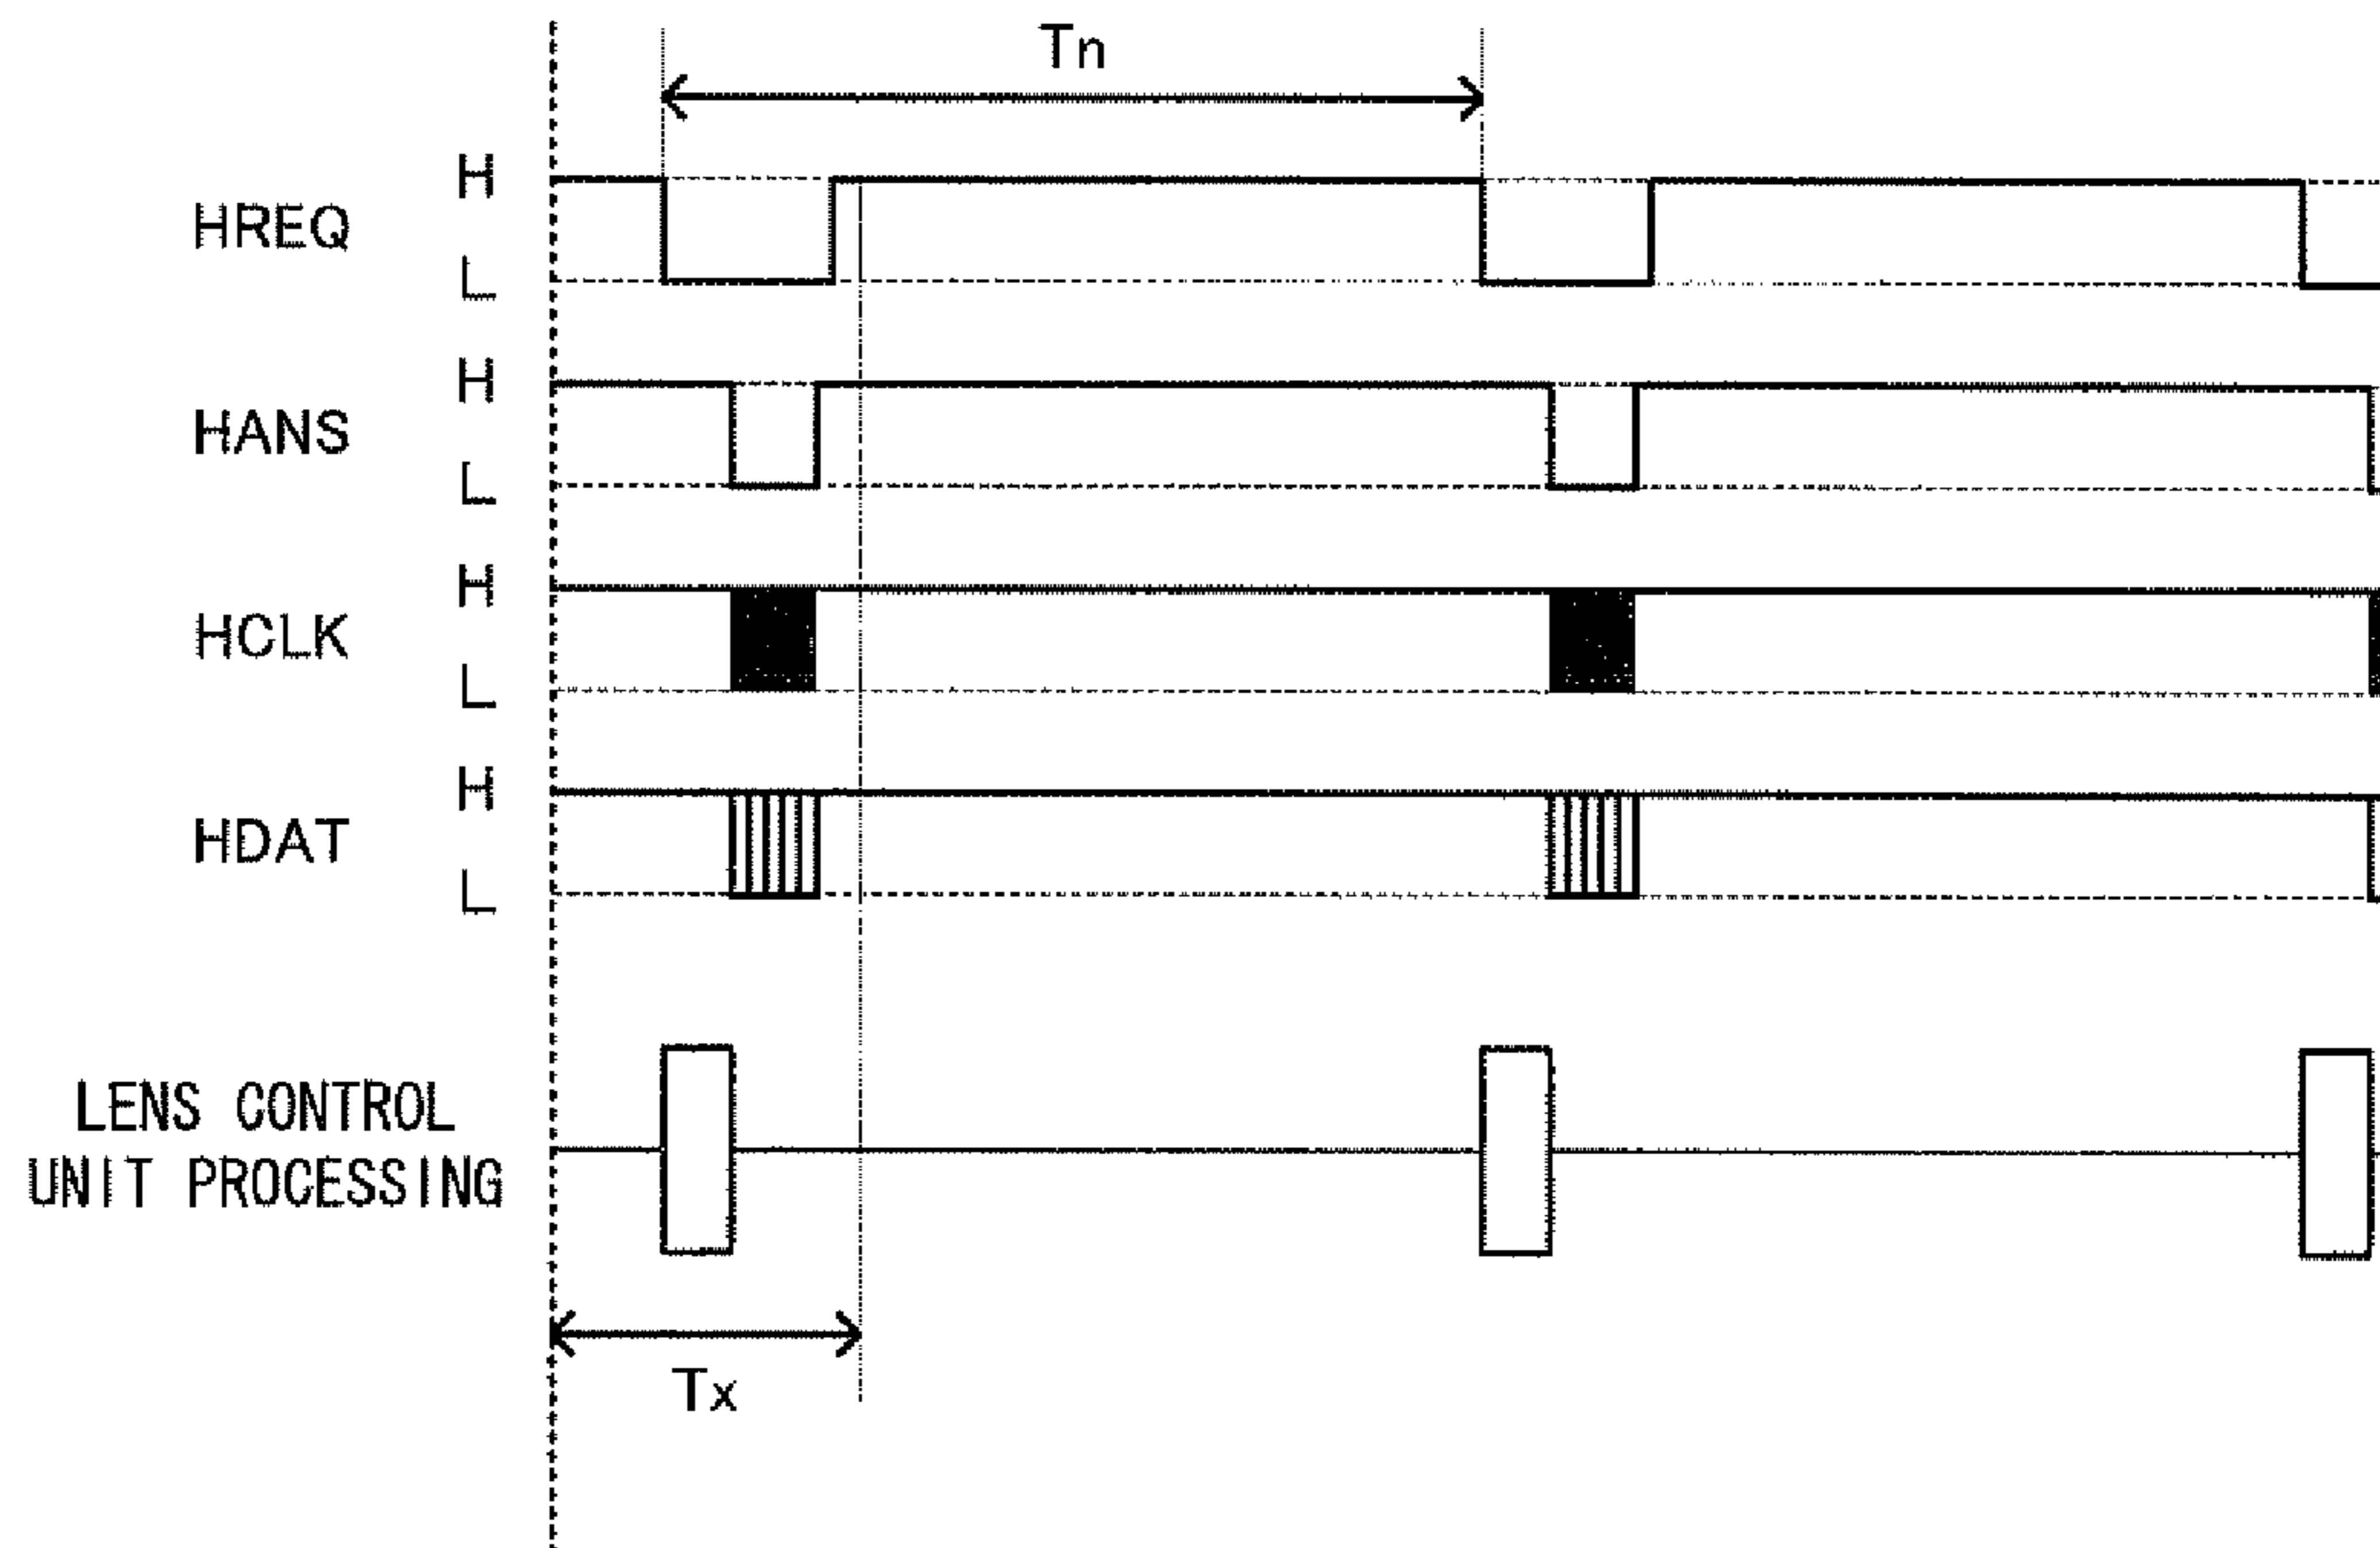 Tn
H
HREQ
L
H
HANS
L
H
HCLK
L
H
HDAT
L
LENS CONTROL
UNIT PROCESSING
Tx